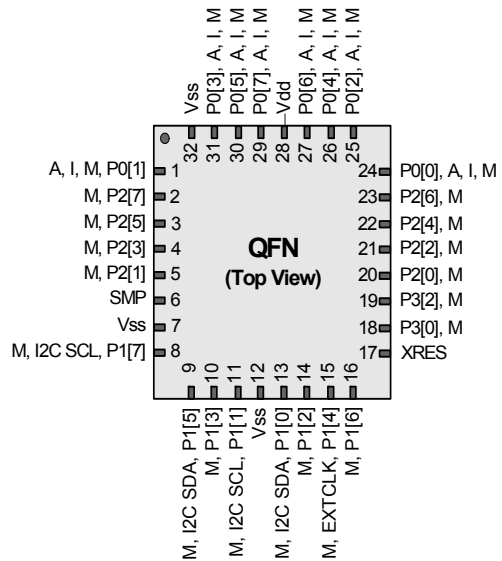 Vss
P0[3], A, I, M
P0[5], A, I, M
P0[7], A, I, M
Vdd
P0[6], A, I, M
P0[4], A, I, M
P0[2], A, I, M
32
31
30
29
28
27
26
25
A, I, M, P0[1] 1
M, P2[7] 2
M, P2[5] 3
M, P2[3] 4
M, P2[1] 5
SMP 6
Vss 7
M, I2C SCL, P1[7] 8
QFN
(Top View)
24 P0[0], A, I, M
23 P2[6], M
22 P2[4], M
21 P2[2], M
20 P2[0], M
19 P3[2], M
18 P3[0], M
17 XRES
9
10
11
12
13
14
15
16
M, I2C SDA, P1[5]
M, P1[3]
M, I2C SCL, P1[1]
Vss
M, I2C SDA, P1[0]
M, P1[2]
M, EXTCLK, P1[4]
M, P1[6]